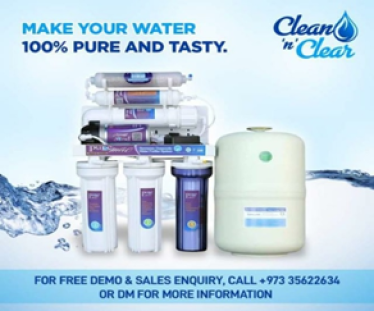 MAKE YOUR WATER
100% PURE AND TASTY.
Clean
'n'
Clear
FOR FREE DEMO & SALES ENQUIRY, CALL +973 35622634
OR DM FOR MORE INFORMATION